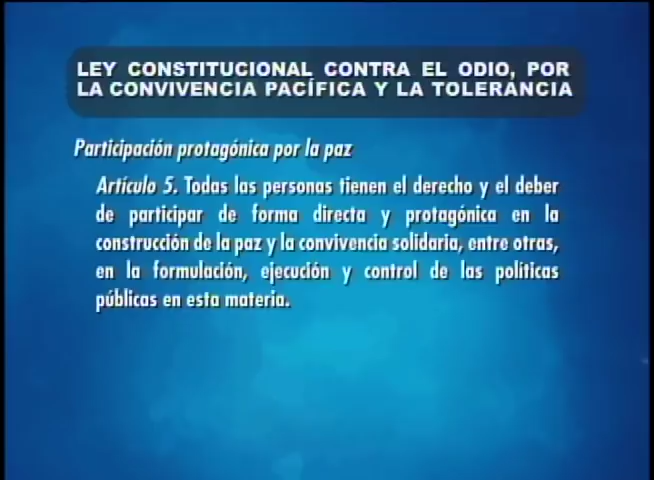 LEY CONSTITUCIONAL CONTRA EL ODIO, POR
LA CONVIVENCIA PACÍFICA Y LA TOLERANCIA
Participación protagónica por la paz
Artículo 5. Todas las personas tienen el derecho y el deber
de participar de forma directa y protagónica en la
construcción de la paz y la convivencia solidaria, entre otras,
en la formulación, ejecución y control de las políticas
públicas en esta materia.